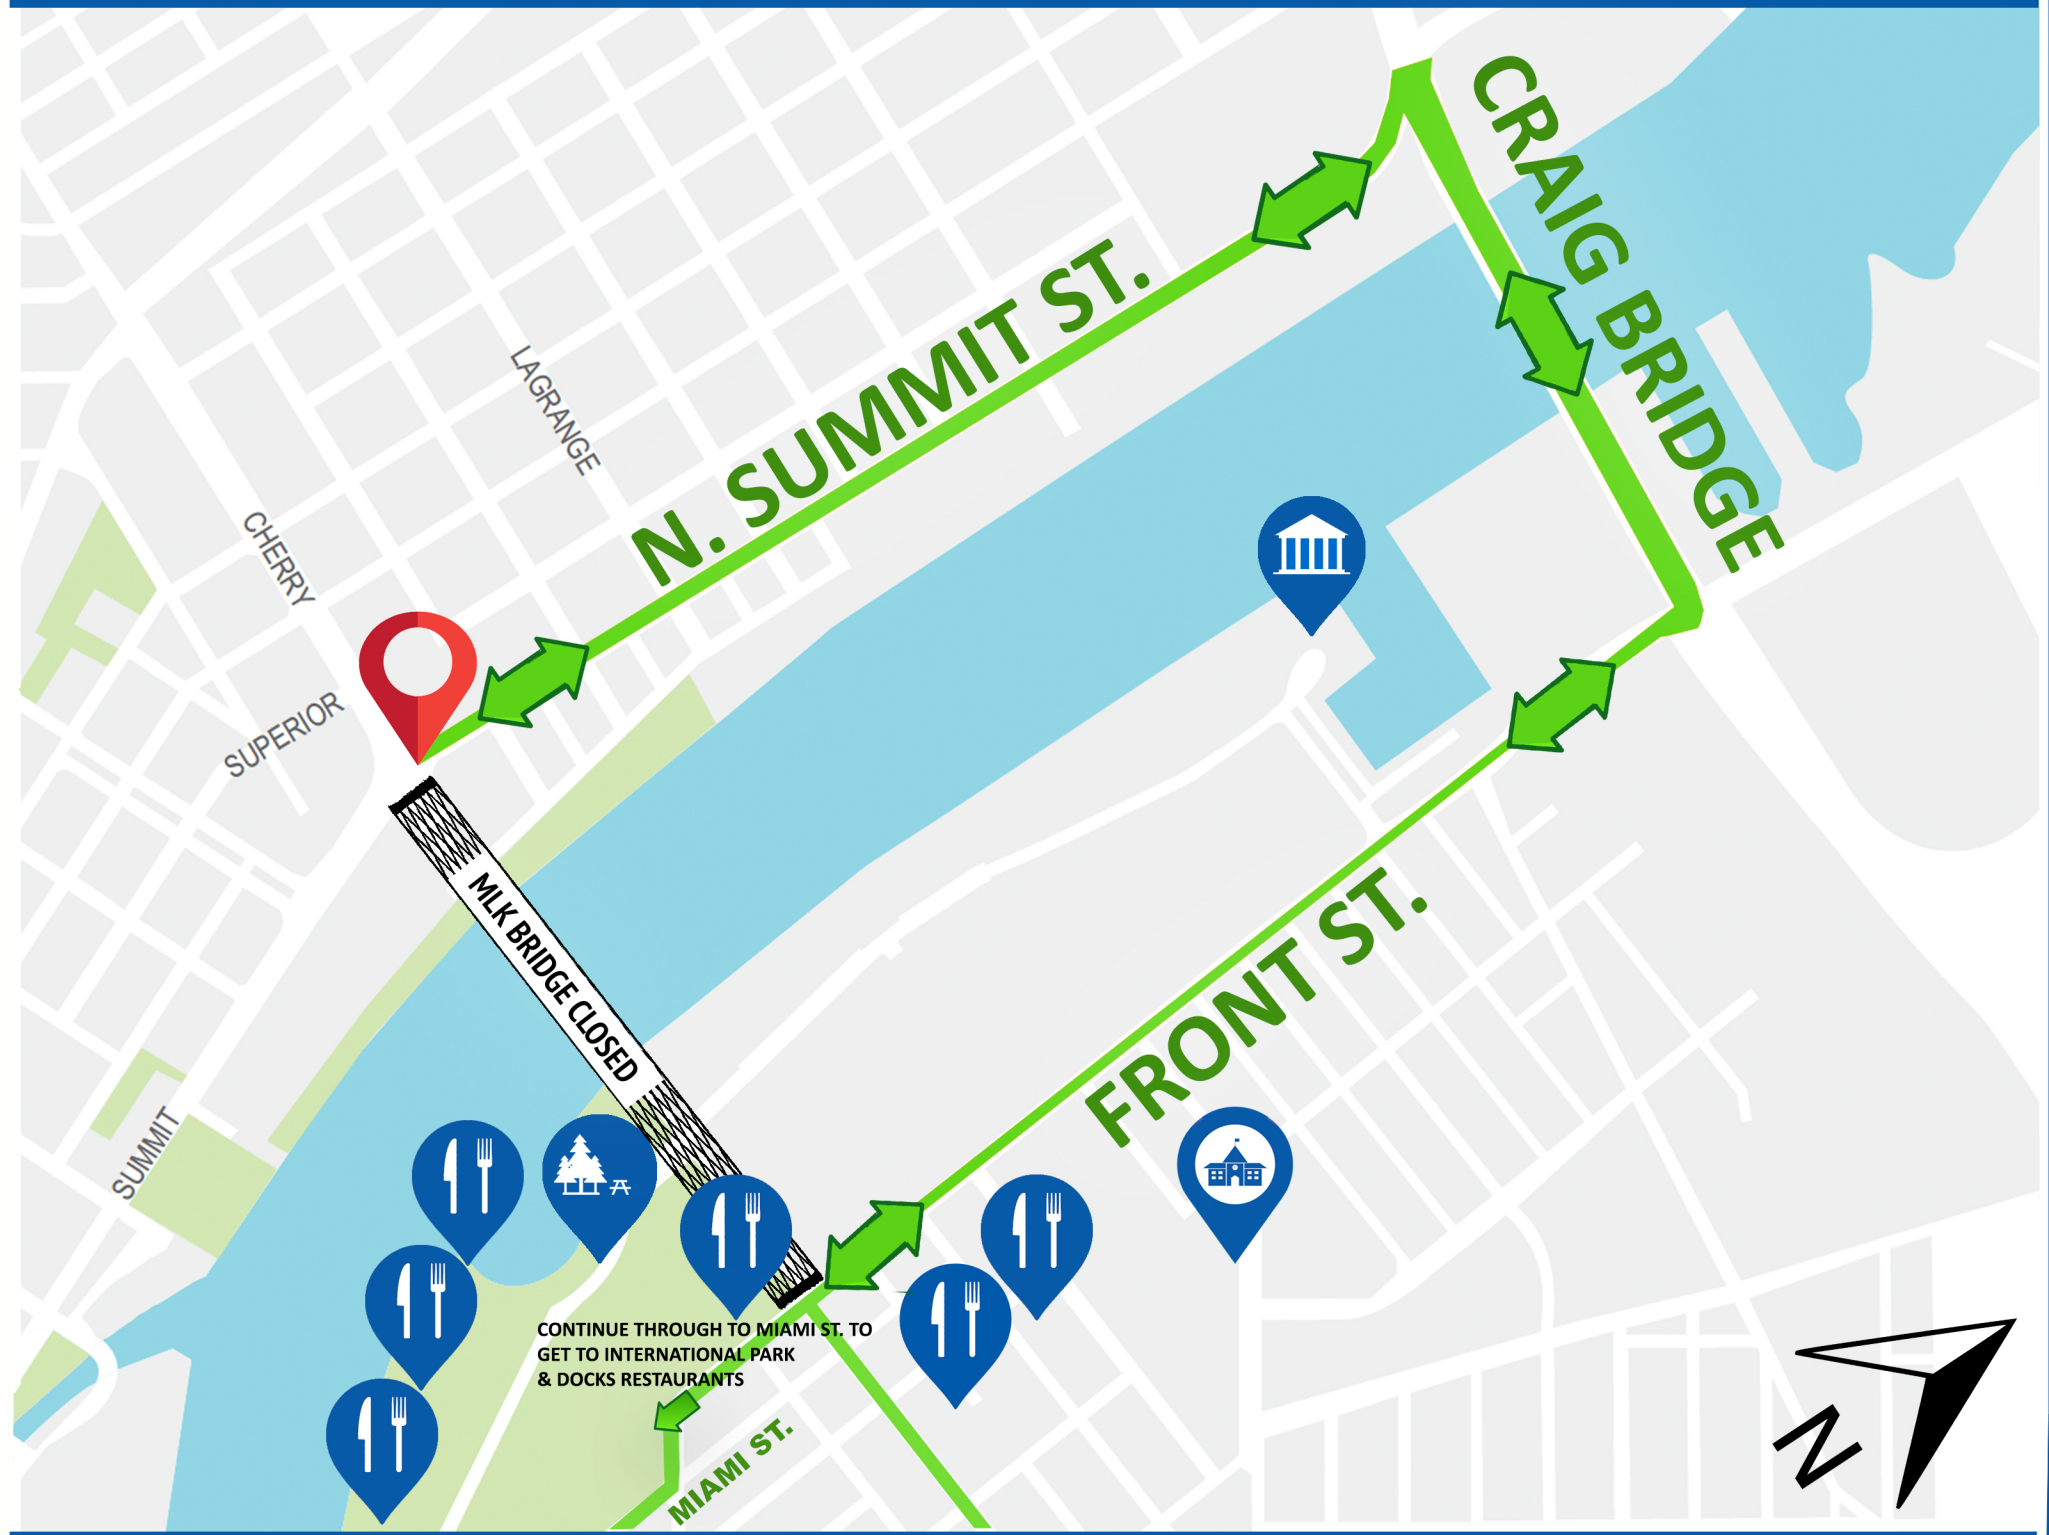 CRAIG BRIDGE
N. SUMMIT ST.
LAGRANGE
CHERRY
SUPERIOR
MLK BRIDGE CLOSED
FRONT ST.
SUMMIT
CONTINUE THROUGH TO MIAMI ST. TO
GET TO INTERNATIONAL PARK
& DOCKS RESTAURANTS
MIAMI ST.
N